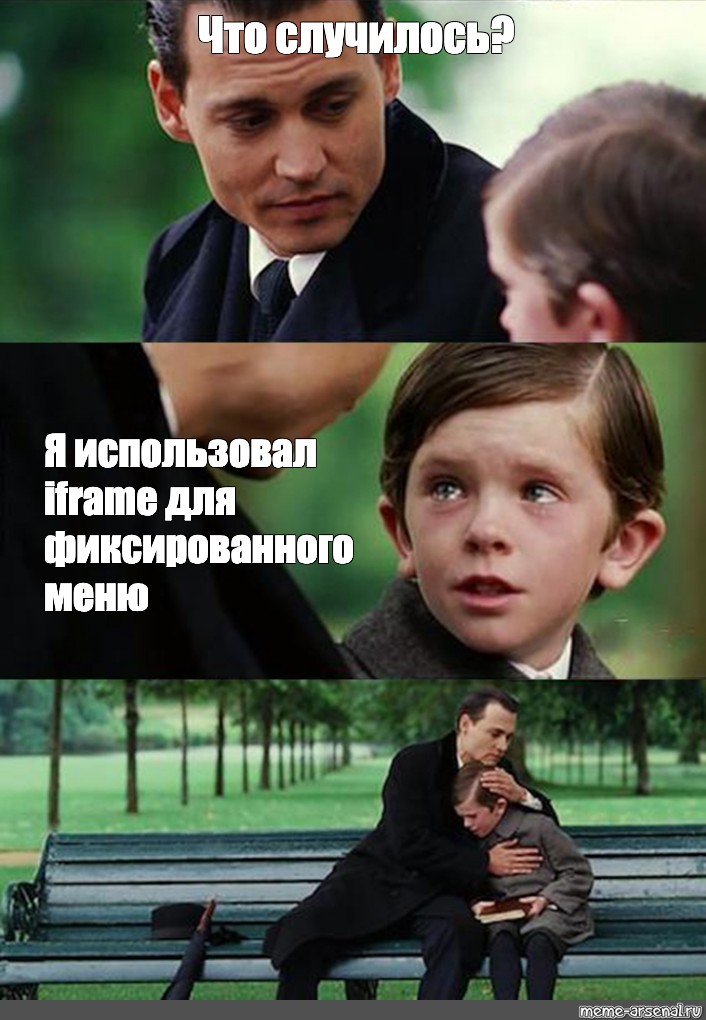 Что случилось?
Я использовал
iframe для
фиксированного
меню
meme-arsenal.ru